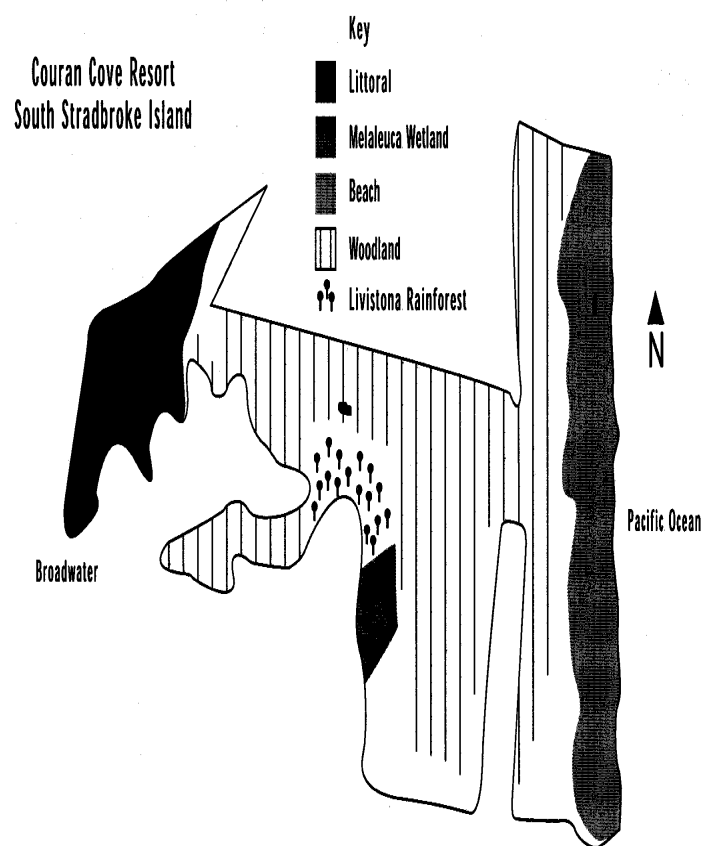 Couran Cove Resort
South Stradbroke Island
Key
Littoral
Melaleuca Wetland
Beach
Woodland
Livistona Rainforest
N
Pacific Ocean
Broadwater